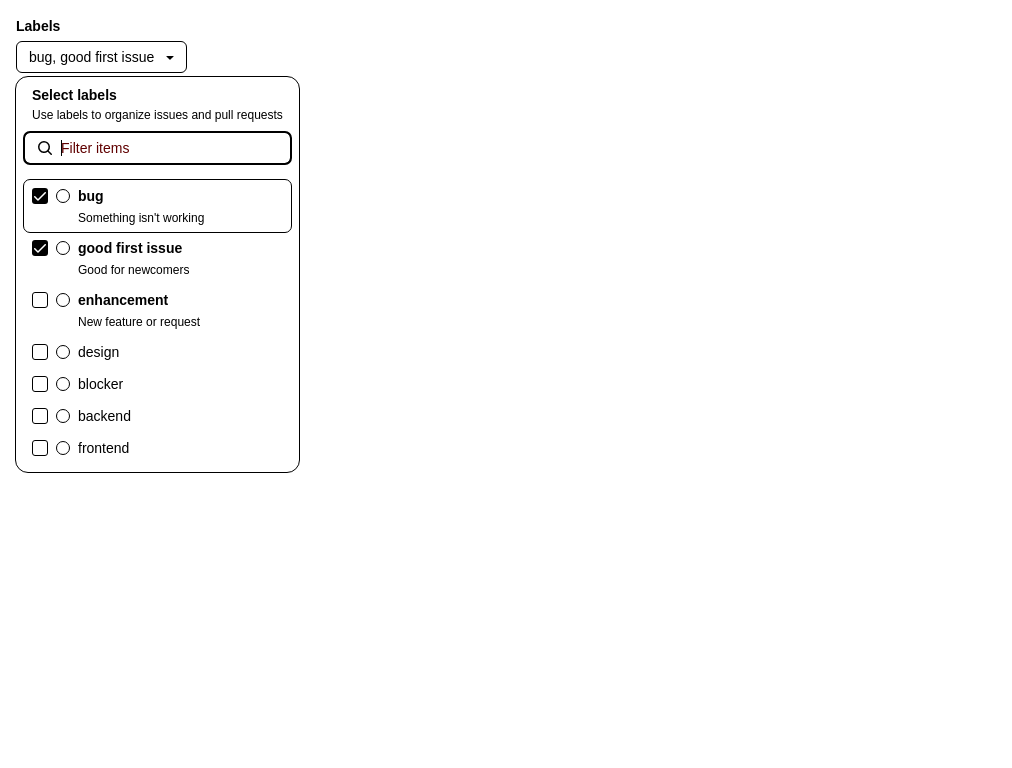 Labels
bug, good first issue
Select labels
Use labels to organize issues and pull requests
Filter items
bug
Something isn't working
good first issue
Good for newcomers
enhancement
New feature or request
design
blocker
backend
frontend